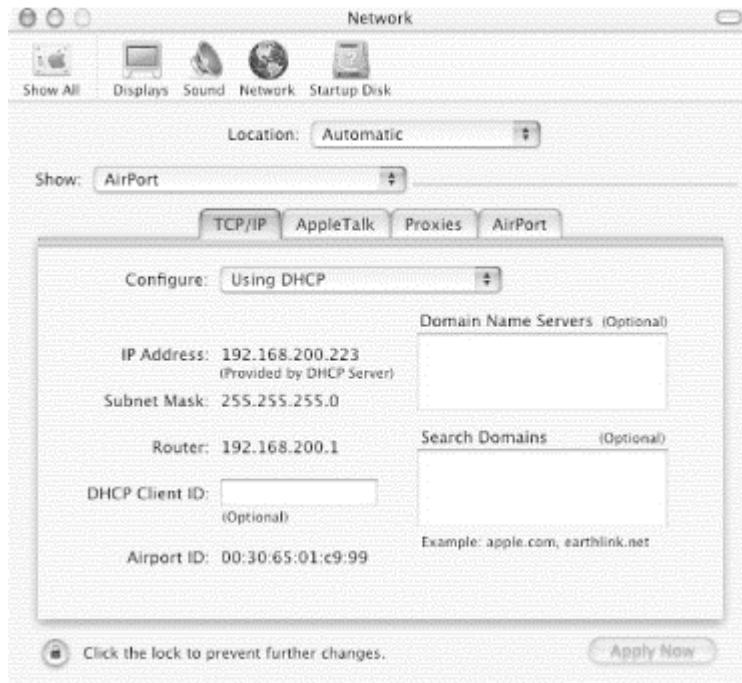 Network
Show All Displays Sound Network Startup Disk
Location: Automatic
Show: AirPort
TCP/IP AppleTalk Proxies AirPort
Configure: Using DHCP
Domain Name Servers (Optional)
IP Address: 192.168.200.223
(Provided by DHCP Server)
Subnet Mask: 255.255.255.0
Search Domains (Optional)
Router: 192.168.200.1
DHCP Client ID:
(Optional)
Example: apple.com, earthlink.net
Airport ID: 00:30:65:01:c9:99
Click the lock to prevent further changes.
Apply Now